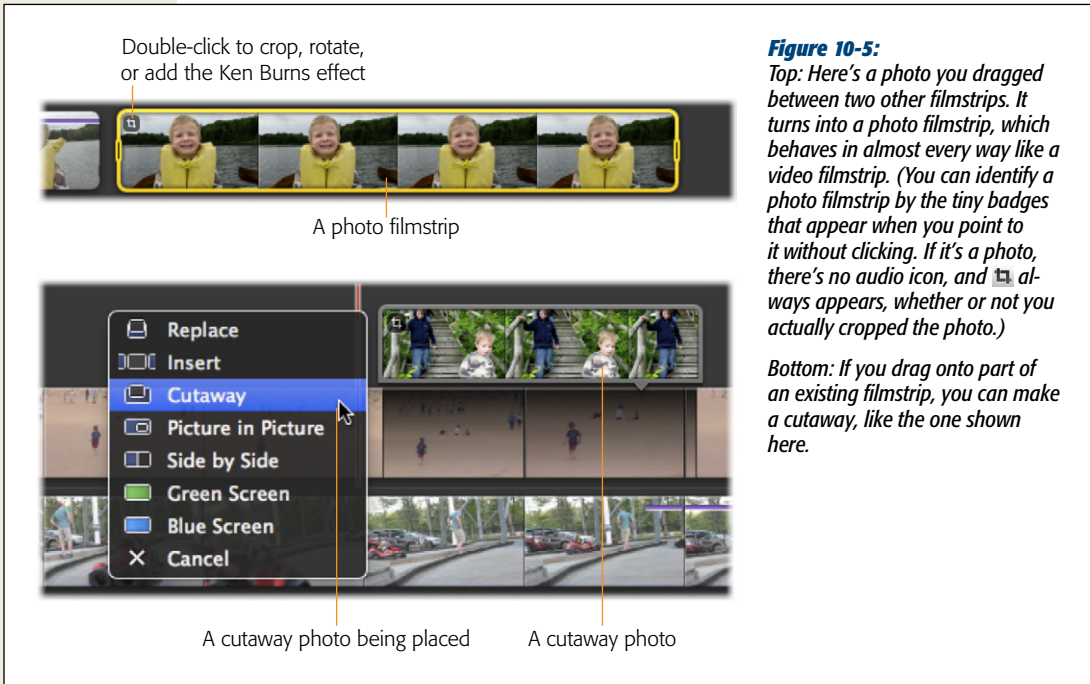 Double-click to crop, rotate,
or add the Ken Burns effect
A photo filmstrip
Replace
Insert
Cutaway
Picture in Picture
Side by Side
Green Screen
Blue Screen
Cancel
A cutaway photo being placed
A cutaway photo
Figure 10-5:
Top: Here's a photo you dragged
between two other filmstrips. It
turns into a photo filmstrip, which
behaves in almost every way like a
video filmstrip. (You can identify a
photo filmstrip by the tiny badges
that appear when you point to
it without clicking. If it's a photo,
there's no audio icon, and al-
ways appears, whether or not you
actually cropped the photo.)
Bottom: If you drag onto part of
an existing filmstrip, you can make
a cutaway, like the one shown
here.